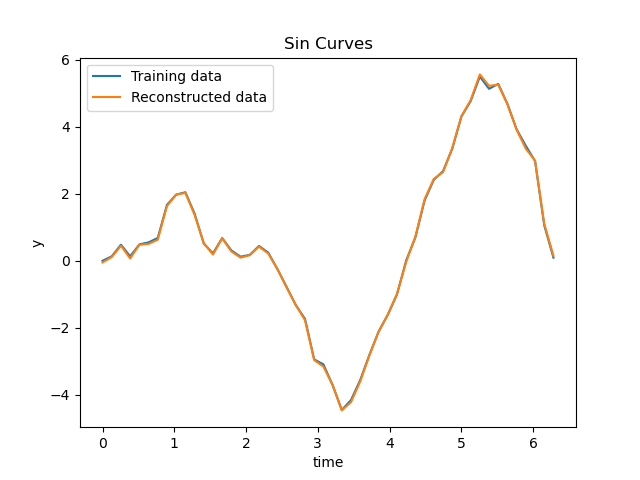 Sin Curves
Training data
Reconstructed data
6
4
2
0
−2
−4
y
0 1 2 3 4 5 6
time